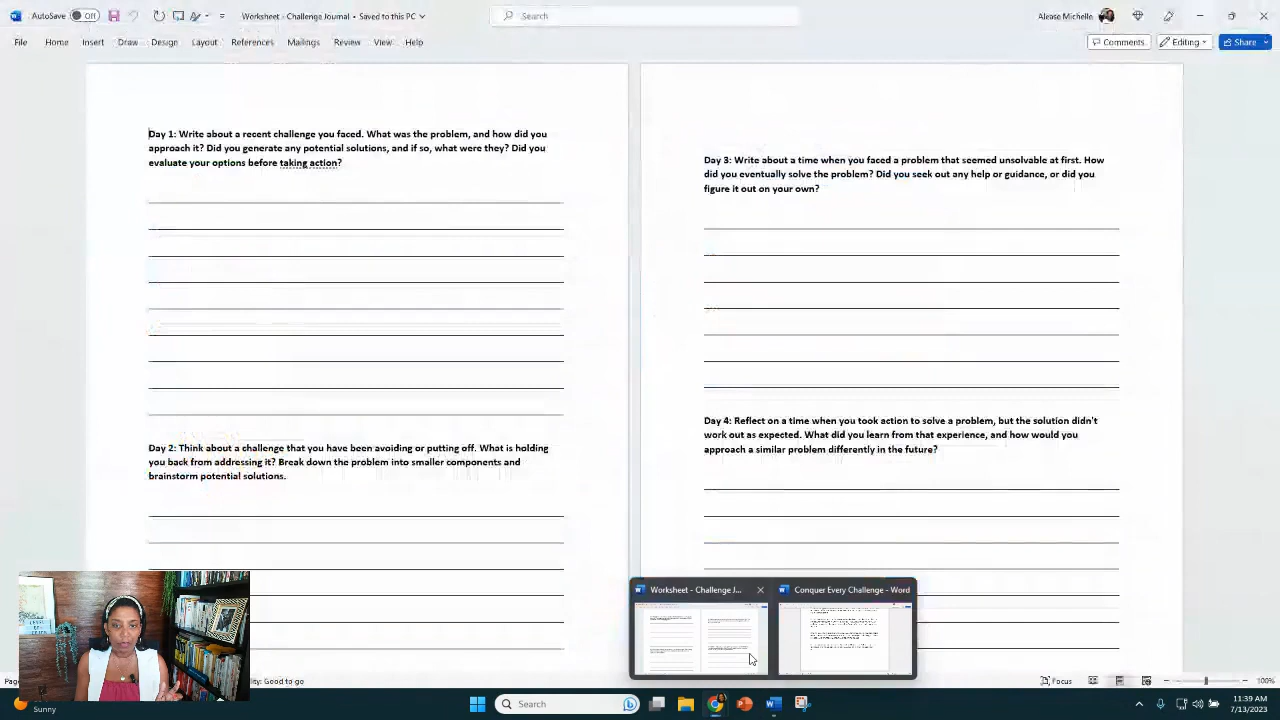 AutoSave Off Worksheet - Challenge Journal • Saved to this PC Search Alease Michelle
File Home Insert Draw Design Layout References Mailings Review View Help Comments Editing Share
Day 1: Write about a recent challenge you faced. What was the problem, and how did you
approach it? Did you generate any potential solutions, and if so, what were they? Did you
evaluate your options before taking action?
Day 2: Think about a challenge that you have been avoiding or putting off. What is holding
you back from addressing it? Break down the problem into smaller components and
brainstorm potential solutions.
Day 3: Write about a time when you faced a problem that seemed unsolvable at first. How
did you eventually solve the problem? Did you seek out any help or guidance, or did you
figure it out on your own?
Day 4: Reflect on a time when you took action to solve a problem, but the solution didn't
work out as expected. What did you learn from that experience, and how would you
approach a similar problem differently in the future?
Worksheet - Challenge J... Conquer Every Challenge - Word
Good to go Focus 100%
Sunny Search 11:39 AM
7/13/2023